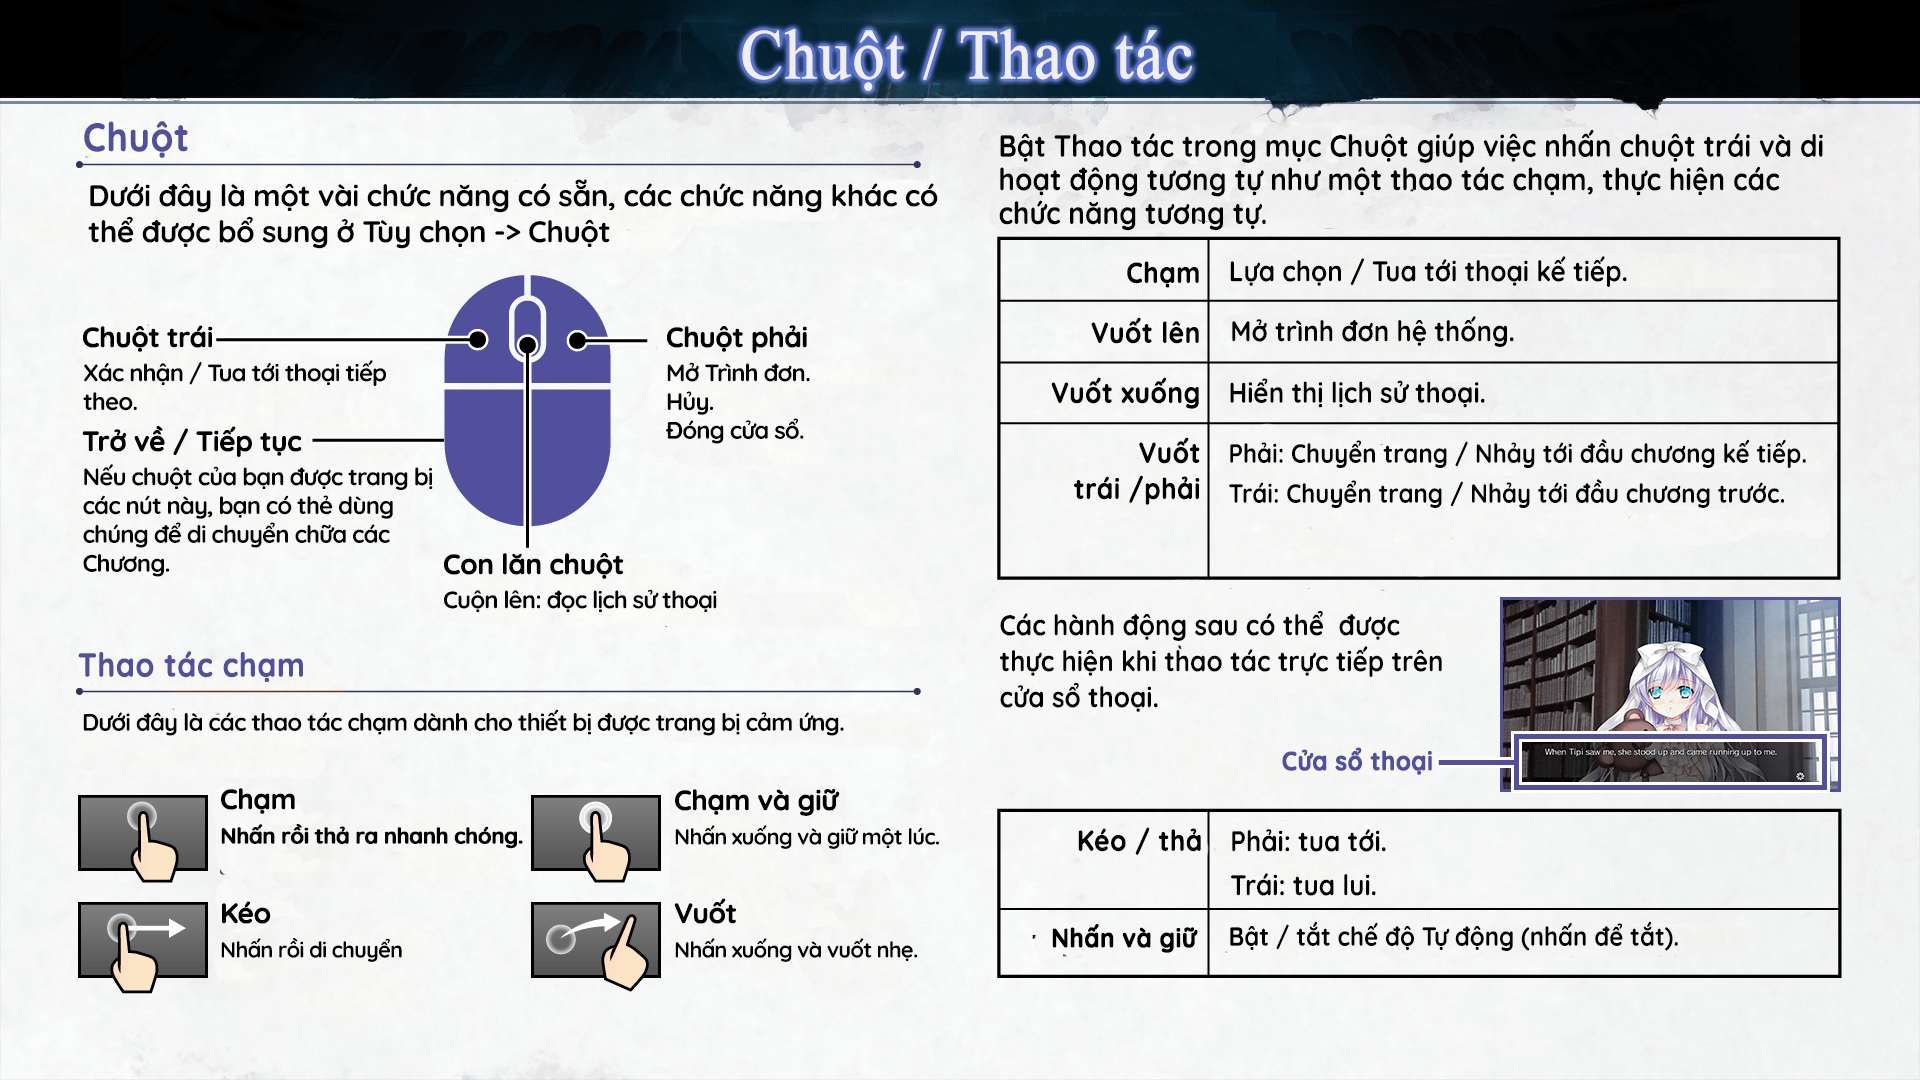 Chuột / Thao tác
Chuột
Dưới đây là một vài chức năng có sẵn, các chức năng khác có
thể được bổ sung ở Tùy chọn -> Chuột
Chuột trái
Xác nhận / Tua tới thoại tiếp
theo.
Trở về / Tiếp tục
Nếu chuột của bạn được trang bị
các nút này, bạn có thẻ dùng
chúng để di chuyển chữa các
Chương.
Chuột phải
Mở Trình đơn.
Hủy.
Đóng cửa sổ.
Con lăn chuột
Cuộn lên: đọc lịch sử thoại
Thao tác chạm
Dưới đây là các thao tác chạm dành cho thiết bị được trang bị cảm ứng.
Chạm
Nhấn rồi thả ra nhanh chóng.
Chạm và giữ
Nhấn xuống và giữ một lúc.
Kéo
Nhấn rồi di chuyển
Vuốt
Nhấn xuống và vuốt nhẹ.
Bật Thao tác trong mục Chuột giúp việc nhấn chuột trái và di
hoạt động tương tự như một thao tác chạm, thực hiện các
chức năng tương tự.
Chạm
Lựa chọn / Tua tới thoại kế tiếp.
Vuốt lên
Mở trình đơn hệ thống.
Vuốt xuống
Hiển thị lịch sử thoại.
Vuốt
trái /phải
Phải: Chuyển trang / Nhảy tới đầu chương kế tiếp.
Trái: Chuyển trang / Nhảy tới đầu chương trước.
Các hành động sau có thể được
thực hiện khi thao tác trực tiếp trên
cửa sổ thoại.
When Tipi saw me, she stood up and came running up to me.
Cửa sổ thoại
Kéo / thả
Phải: tua tới.
Trái: tua lui.
Nhấn và giữ
Bật / tắt chế độ Tự động (nhấn để tắt).